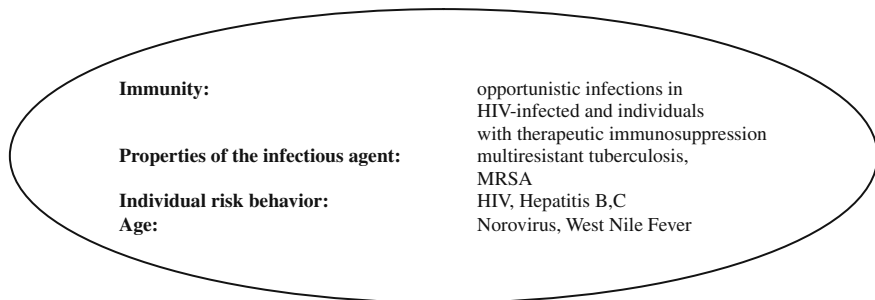 Immunity: opportunistic infections in
HIV-infected and individuals
with therapeutic immunosuppression
Properties of the infectious agent: multiresistant tuberculosis,
MRSA
Individual risk behavior: HIV, Hepatitis B,C
Age: Norovirus, West Nile Fever